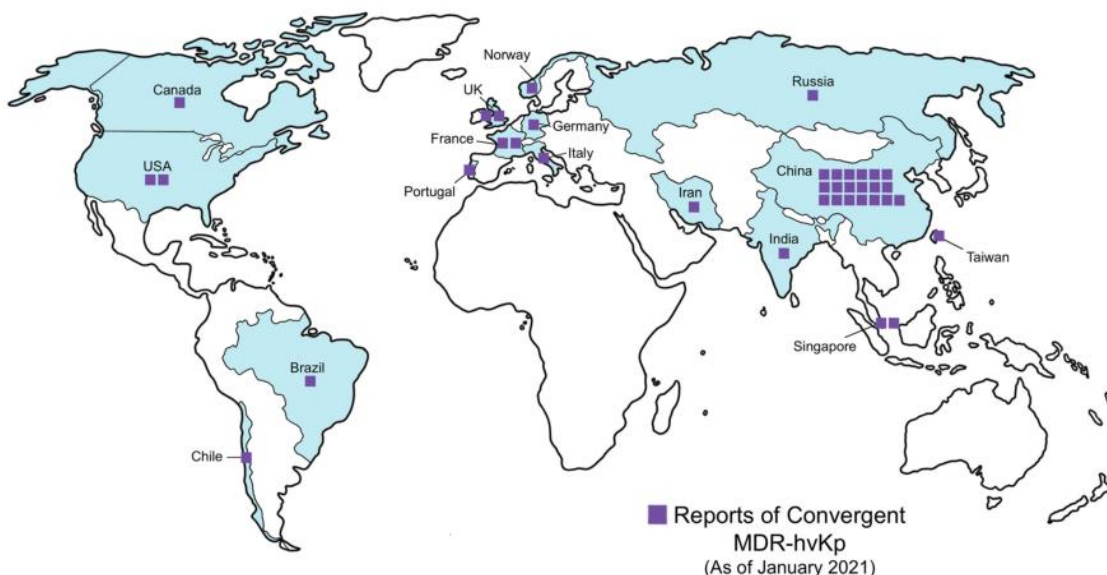 Norway
Canada
Russia
UK
Germany
France
Italy
USA
China
Portugal
Iran
India
Taiwan
Singapore
Brazil
Chile
Reports of Convergent
MDR-hvKp
(As of January 2021)